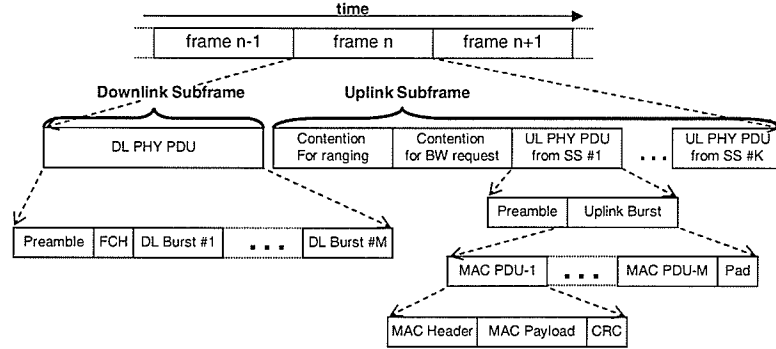 time
frame n-1 frame n frame n+1
Downlink Subframe Uplink Subframe
DL PHY PDU
Contention
For ranging
Contention
for BW request
UL PHY PDU
from SS #1
...
UL PHY PDU
from SS #K
Preamble Uplink Burst
Preamble FCH DL Burst #1 ... DL Burst #M
MAC PDU-1 ... MAC PDU-M Pad
MAC Header MAC Payload CRC